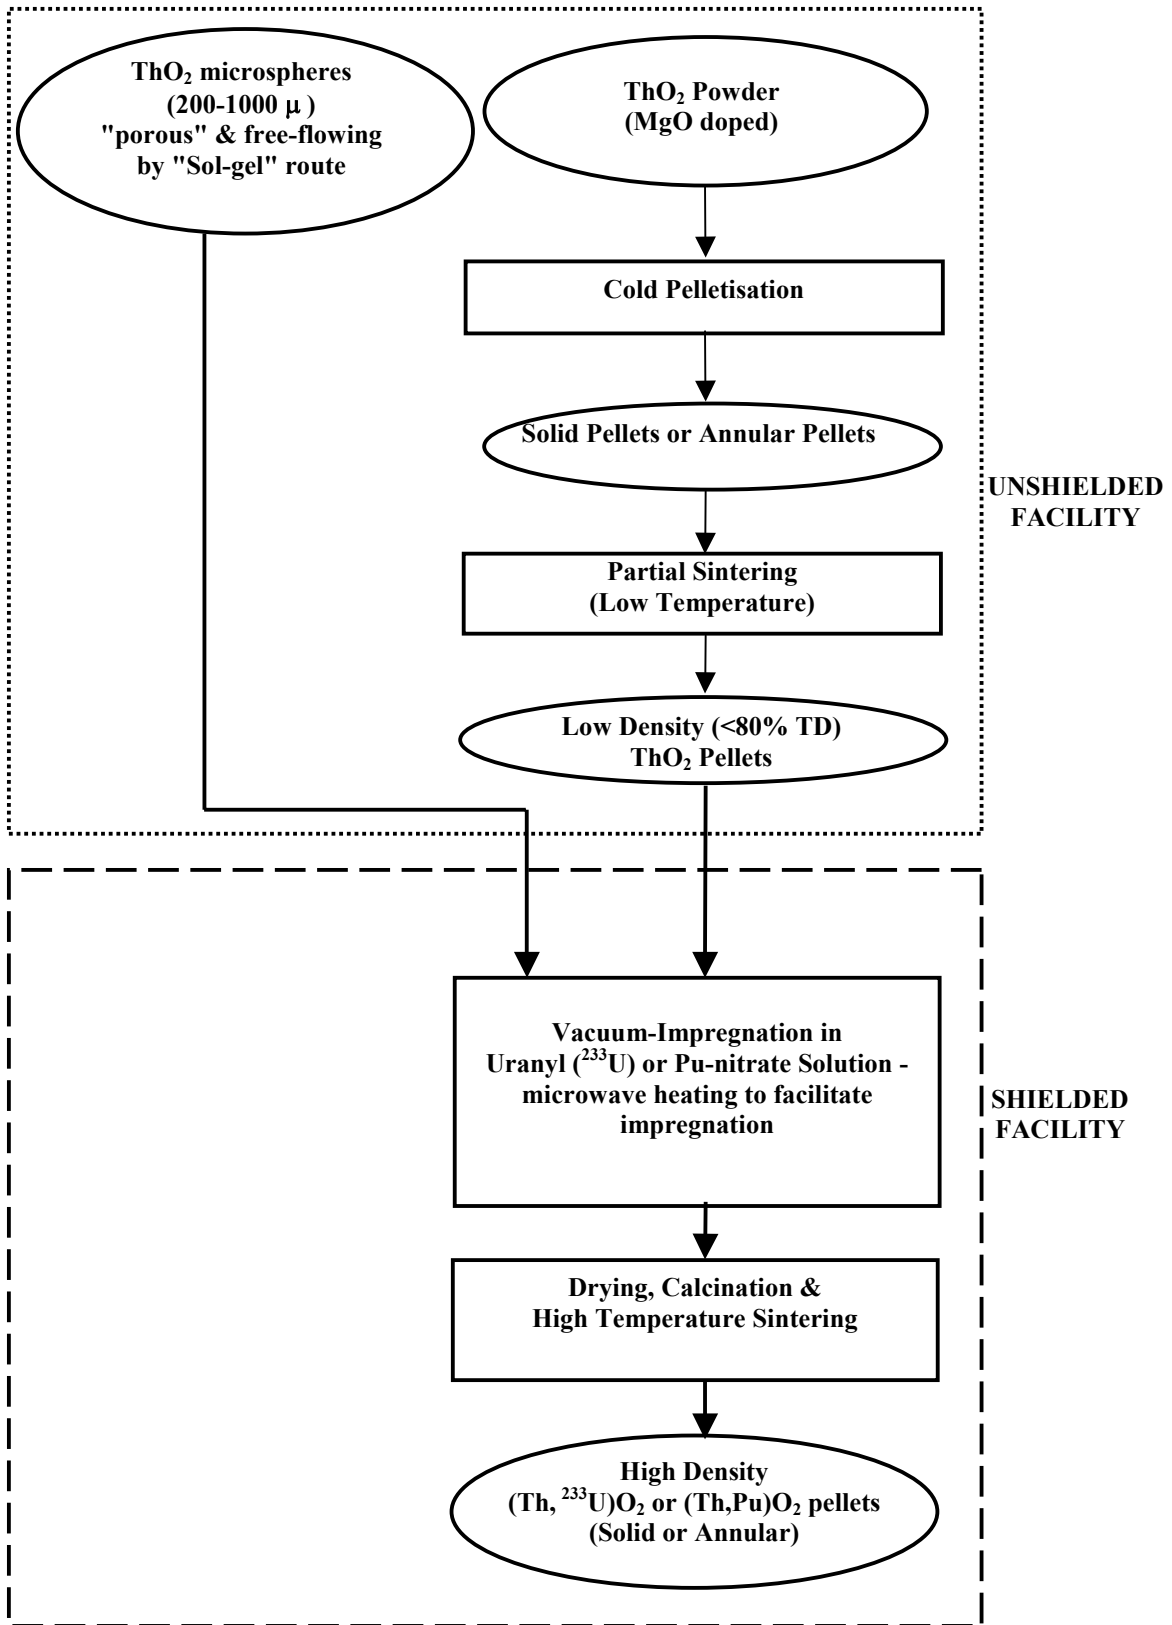 ThO₂ microspheres
(200-1000 μ )
"porous" & free-flowing
by "Sol-gel" route
ThO₂ Powder
(MgO doped)
Cold Pelletisation
Solid Pellets or Annular Pellets
UNSHIELDED
FACILITY
Partial Sintering
(Low Temperature)
Low Density (<80% TD)
ThO₂ Pellets
Vacuum-Impregnation in
Uranyl (²³³U) or Pu-nitrate Solution -
microwave heating to facilitate
impregnation
SHIELDED
FACILITY
Drying, Calcination &
High Temperature Sintering
High Density
(Th, ²³³U)O₂ or (Th,Pu)O₂ pellets
(Solid or Annular)